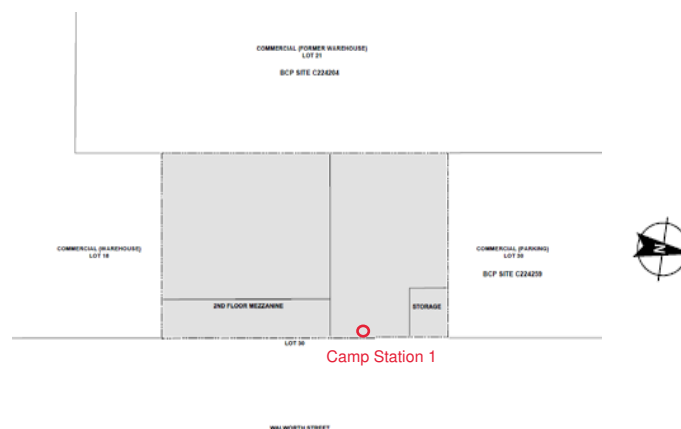 COMMERCIAL (FORMER WAREHOUSE)
LOT 21
BCP SITE C224204
COMMERCIAL (WAREHOUSE)
LOT 18
COMMERCIAL (PARKING)
LOT 38
BCP SITE C224259
N
2ND FLOOR MEZZANINE
STORAGE
LOT 30
Camp Station 1
WALWORTH STREET